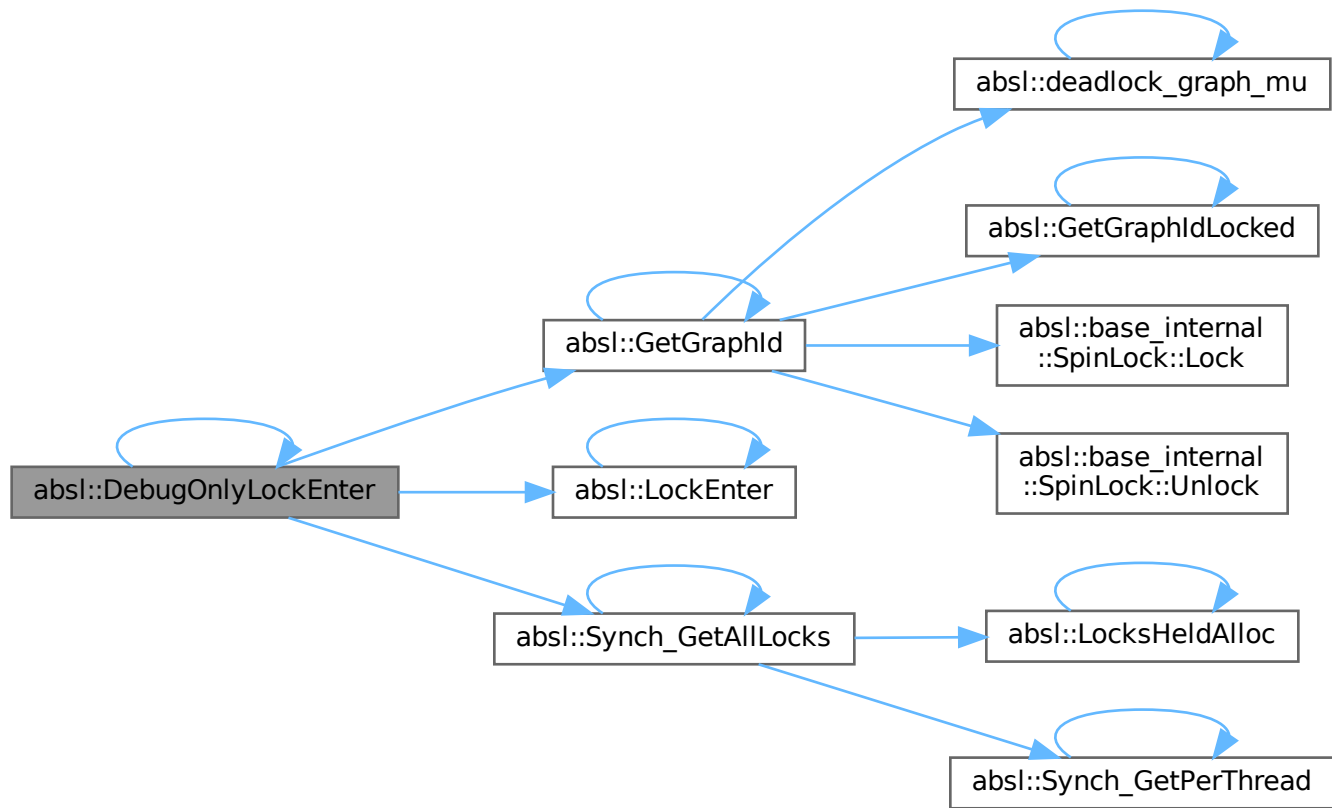 absl::deadlock_graph_mu
absl::GetGraphIdLocked
absl::GetGraphId
absl::base_internal
::SpinLock::Lock
absl::base_internal
::SpinLock::Unlock
absl::DebugOnlyLockEnter
absl::LockEnter
absl::Synch_GetAllLocks
absl::LocksHeldAlloc
absl::Synch_GetPerThread